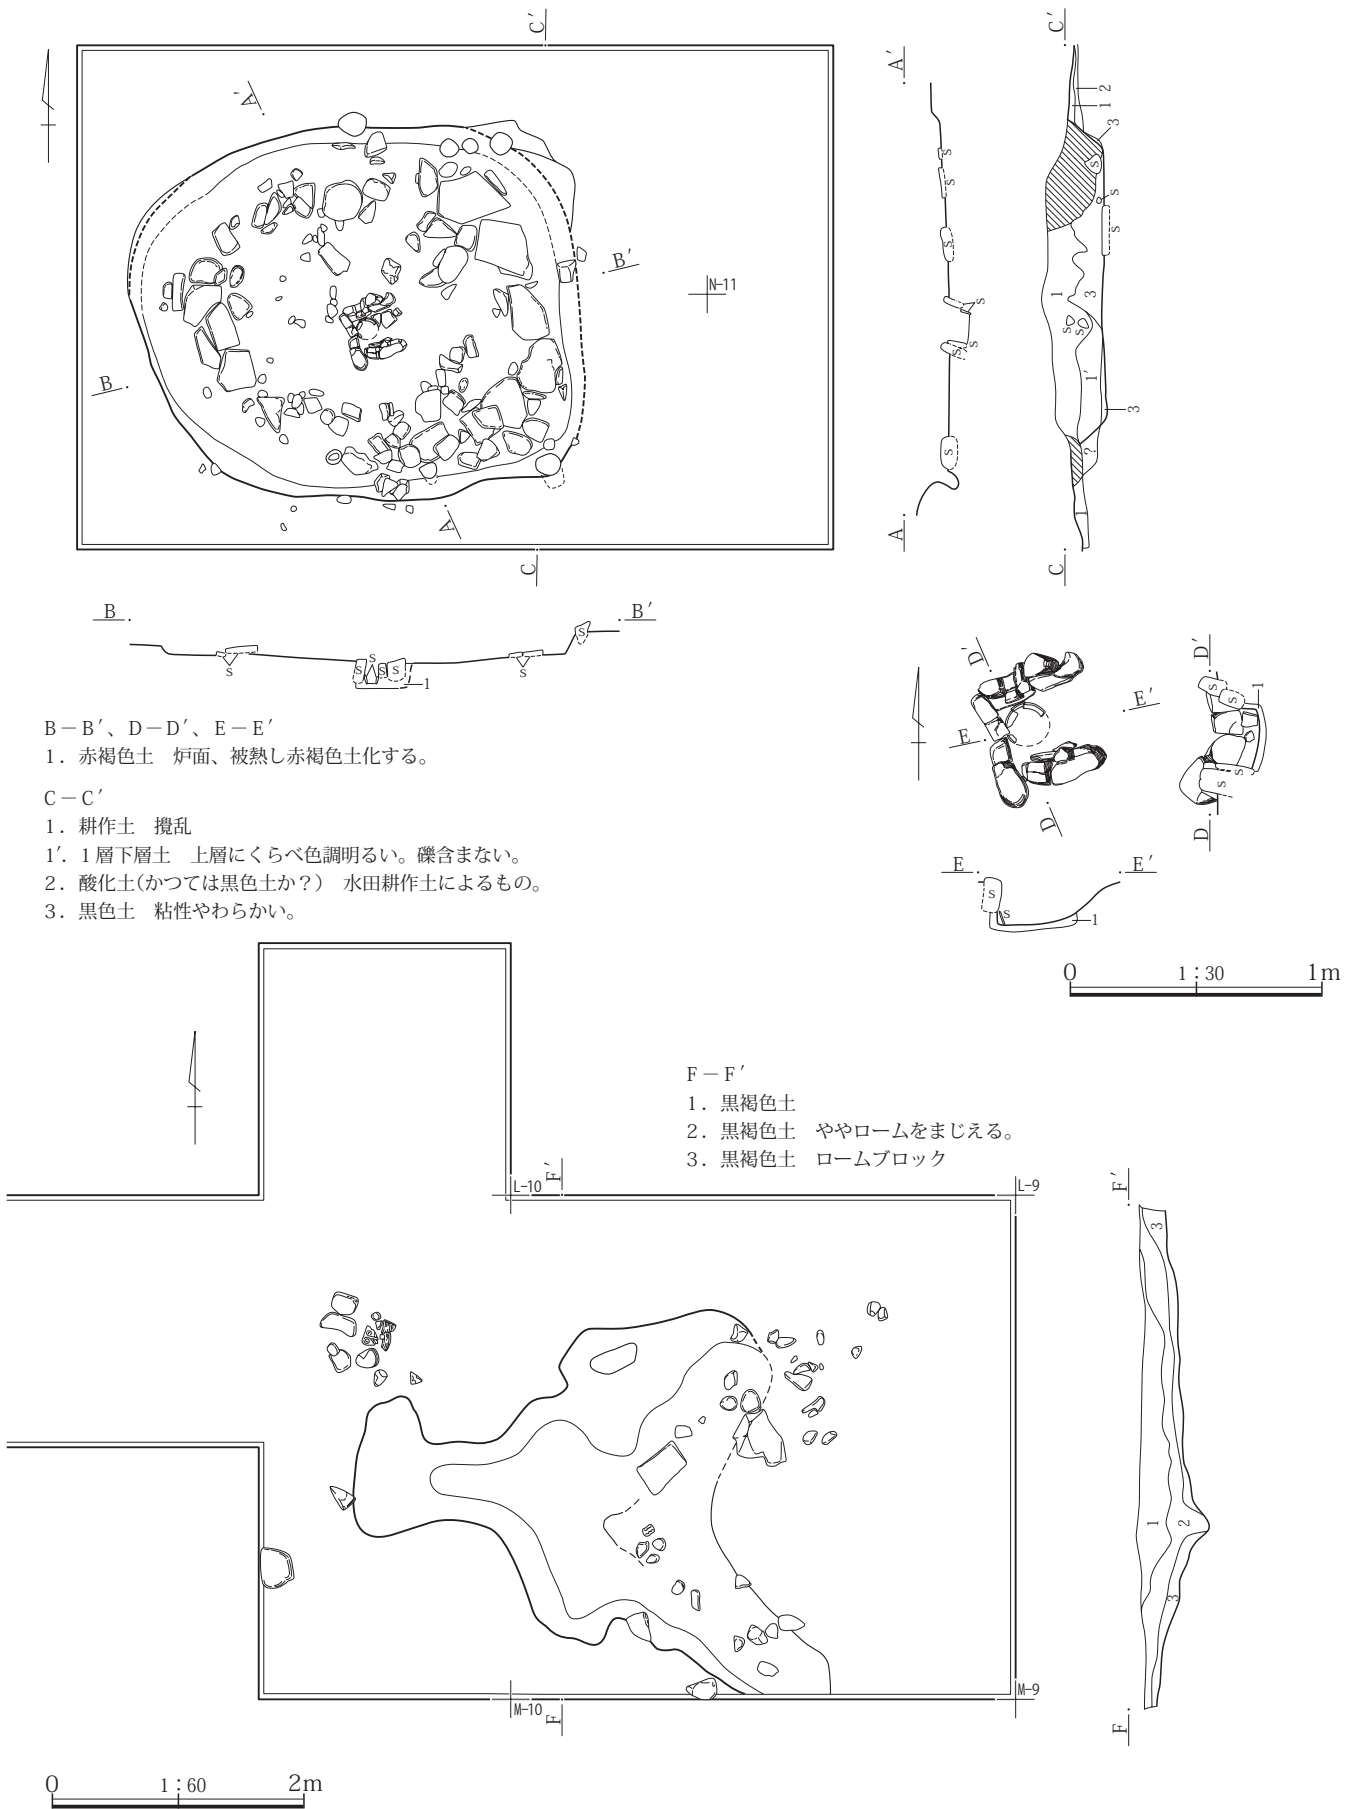 C′
A′
C′
A′
2
1
3
S
S
S
S
S
B′
N-11
S
1
3
S
S
S
S
S
1′
B
3
S
?
A
1
C
A
C
B
B′
S
S
S
S
S
S
S
1
D′
D′
E′
S
S
1
E
S
S
D
D
E
E′
S
S
1
B－B′、D－D′、E－E′
1．赤褐色土　炉面、被熱し赤褐色土化する。
C－C′
1．耕作土　攪乱
1′．1層下層土　上層にくらべ色調明るい。礫含まない。
2．酸化土(かつては黒色土か？)　水田耕作土によるもの。
3．黒色土　粘性やわらかい。
0　1：30　1m
F－F′
1．黒褐色土
2．黒褐色土　ややロームをまじえる。
3．黒褐色土　ロームブロック
L-10
F′
L-9
F′
3
1
2
3
M-10
F
M-9
F
0　1：60　2m